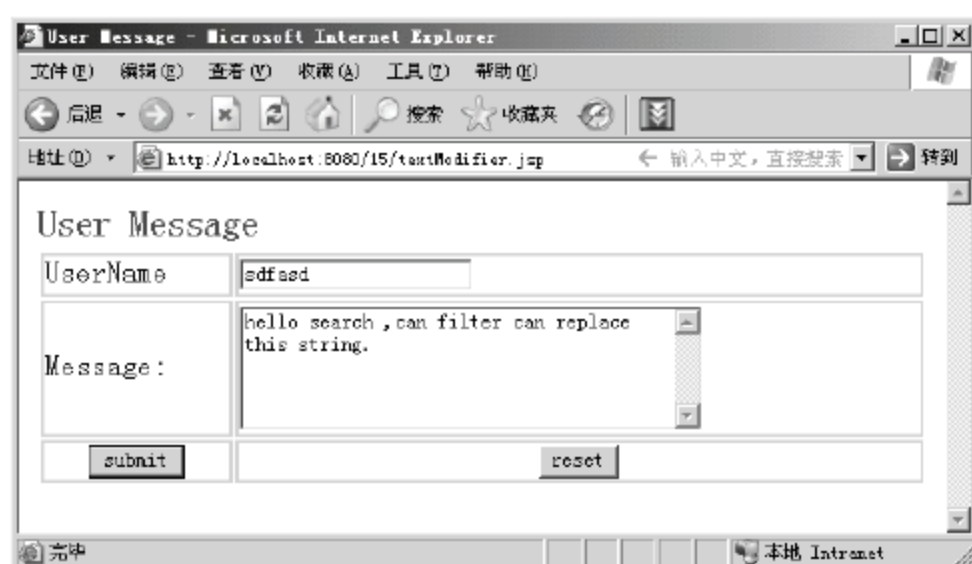 User Message - Microsoft Internet Explorer
文件(F) 编辑(E) 查看(V) 收藏(A) 工具(T) 帮助(H)
后退 搜索 收藏夹
地址(D) http://localhost:8080/15/textModifier.jsp ← 输入中文，直接搜索 转到
User Message
UserName sdfasd
hello search ,can filter can replace
this string.
Message:
submit reset
完毕 本地 Intranet